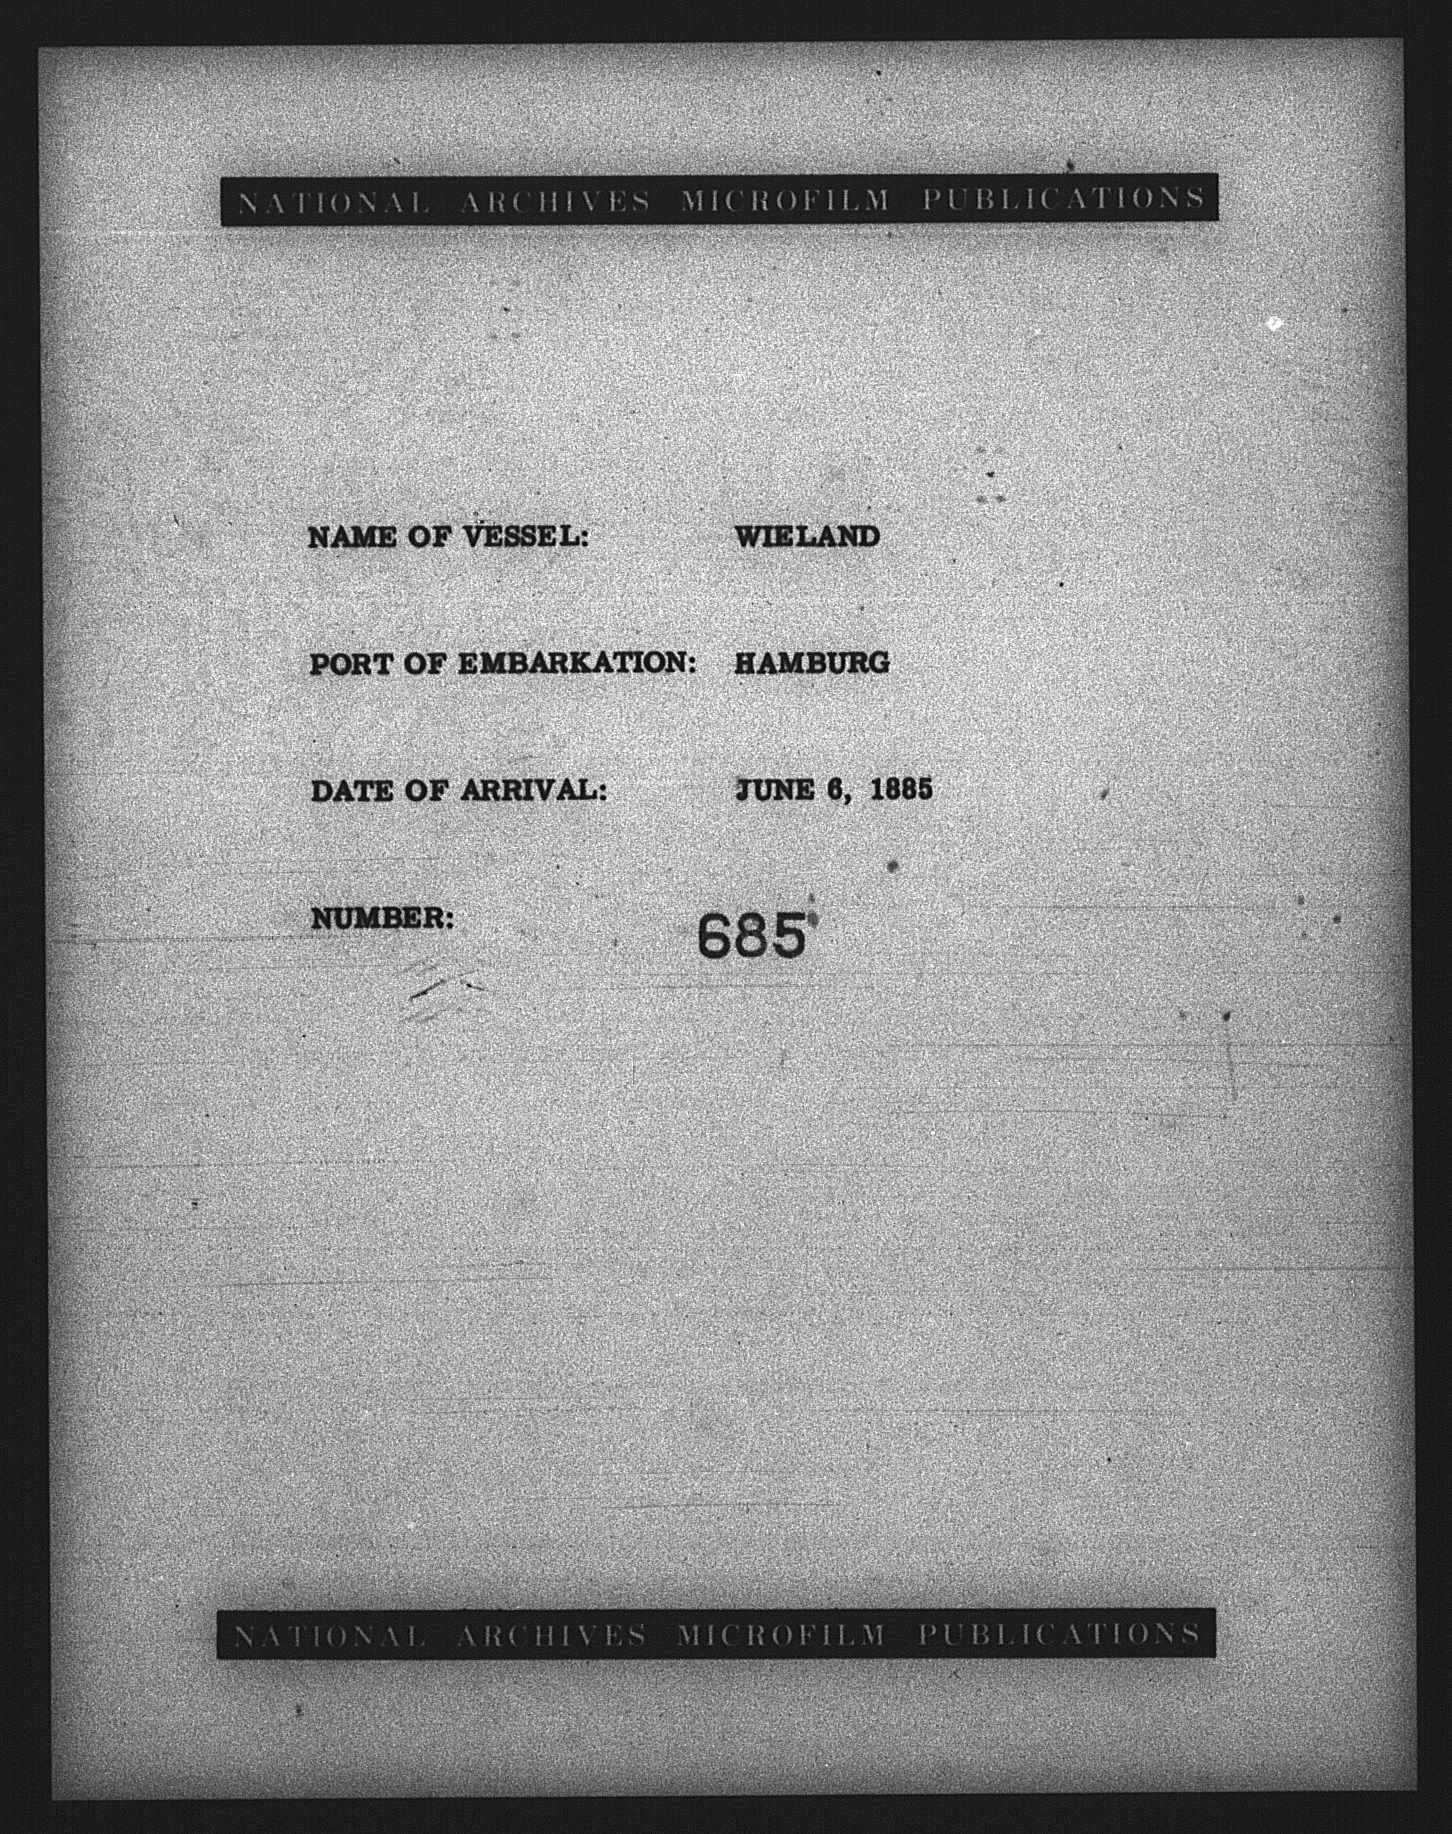 NATIONAL ARCHIVES MICROFILM PUBLICATIONS
NAME OF VESSEL: WIELAND
PORT OF EMBARKATION: HAMBURG
DATE OF ARRIVAL: JUNE 6, 1885
NUMBER: 685
NATIONAL ARCHIVES MICROFILM PUBLICATIONS